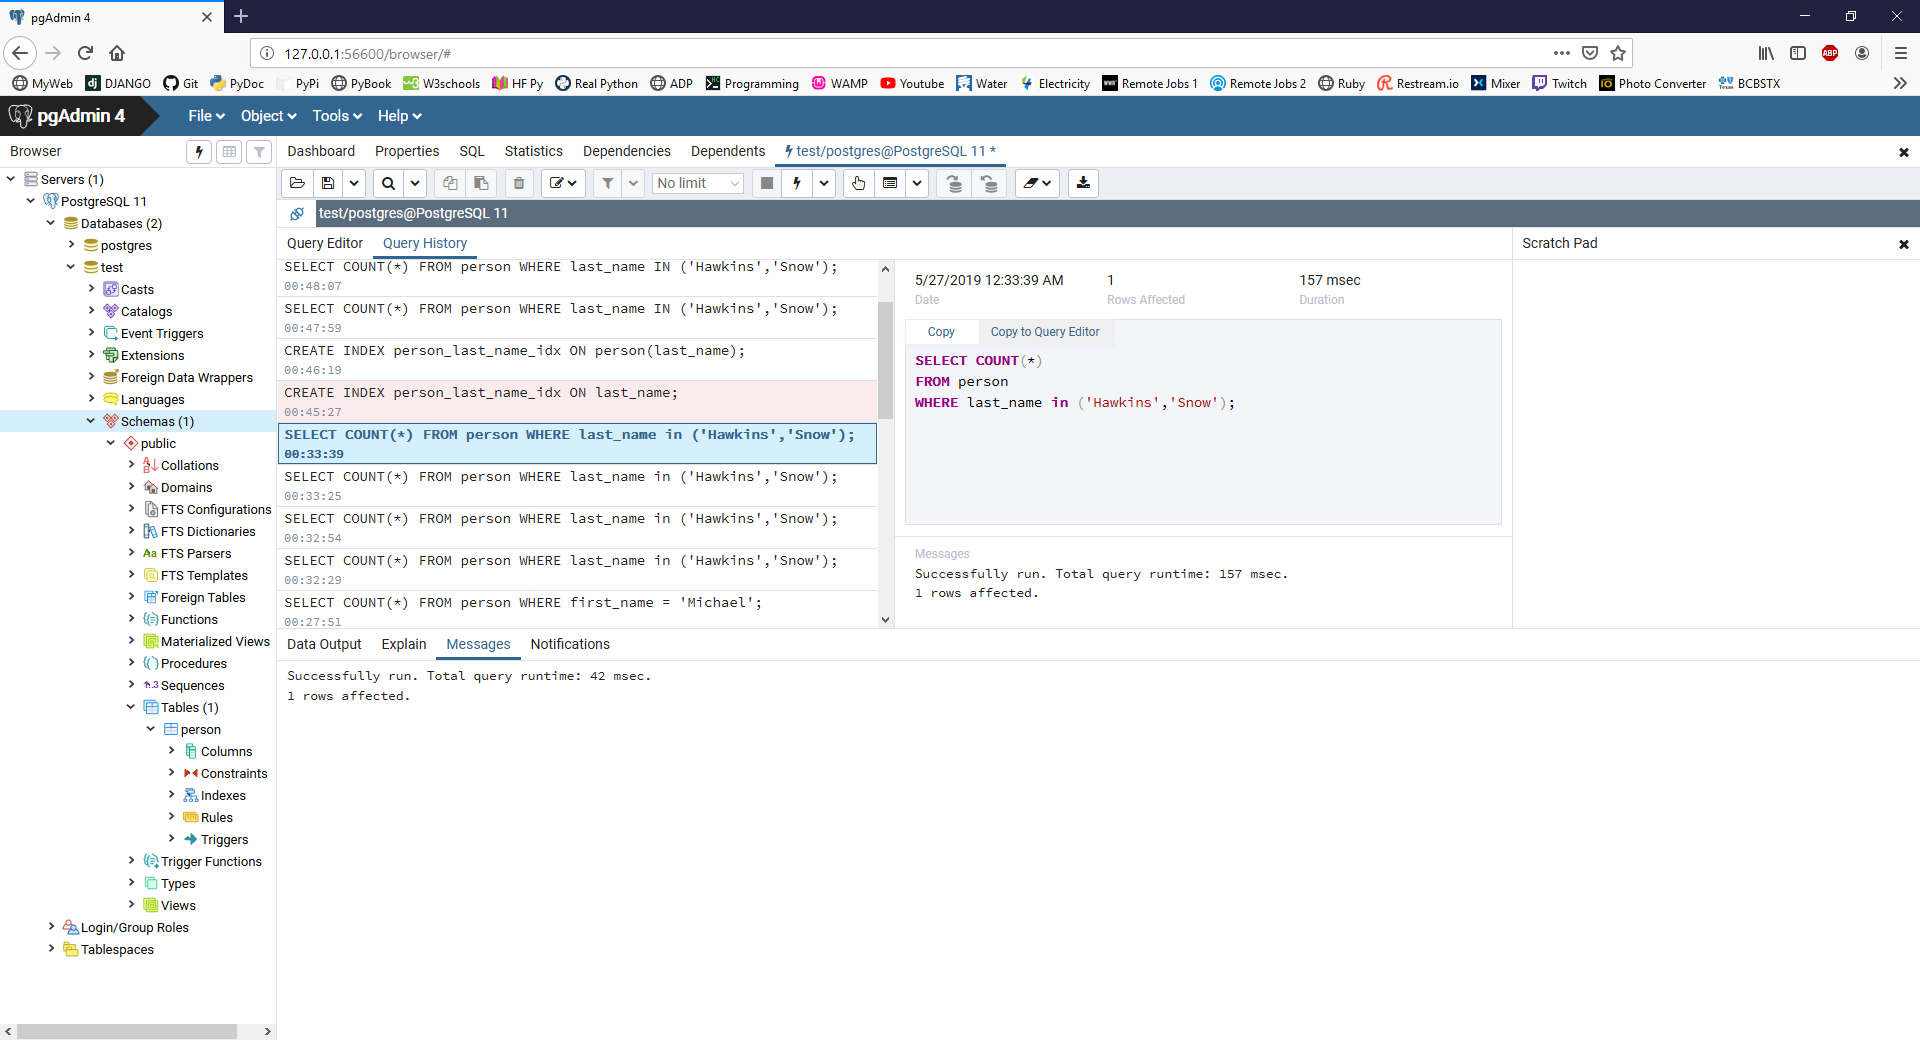 pgAdmin 4
127.0.0.1:56600/browser/#
MyWeb DJANGO Git PyDoc PyPi PyBook W3schools HF Py Real Python ADP Programming WAMP Youtube Water Electricity Remote Jobs 1 Remote Jobs 2 Ruby Restream.io Mixer Twitch Photo Converter BCBSTX
pgAdmin 4 File Object Tools Help
Browser
Dashboard Properties SQL Statistics Dependencies Dependents test/postgres@PostgreSQL 11 *
No limit
test/postgres@PostgreSQL 11
Servers (1)
PostgreSQL 11
Databases (2)
postgres
test
Casts
Catalogs
Event Triggers
Extensions
Foreign Data Wrappers
Languages
Schemas (1)
public
Collations
Domains
FTS Configurations
FTS Dictionaries
FTS Parsers
FTS Templates
Foreign Tables
Functions
Materialized Views
Procedures
Sequences
Tables (1)
person
Columns
Constraints
Indexes
Rules
Triggers
Trigger Functions
Types
Views
Login/Group Roles
Tablespaces
Query Editor Query History
SELECT COUNT(*) FROM person WHERE last_name IN ('Hawkins','Snow');
00:48:07
SELECT COUNT(*) FROM person WHERE last_name IN ('Hawkins','Snow');
00:47:59
CREATE INDEX person_last_name_idx ON person(last_name);
00:46:19
CREATE INDEX person_last_name_idx ON last_name;
00:45:27
SELECT COUNT(*) FROM person WHERE last_name in ('Hawkins','Snow');
00:33:39
SELECT COUNT(*) FROM person WHERE last_name in ('Hawkins','Snow');
00:33:25
SELECT COUNT(*) FROM person WHERE last_name in ('Hawkins','Snow');
00:32:54
SELECT COUNT(*) FROM person WHERE last_name in ('Hawkins','Snow');
00:32:29
SELECT COUNT(*) FROM person WHERE first_name = 'Michael';
00:27:51
5/27/2019 12:33:39 AM 1 157 msec
Date Rows Affected Duration
Copy Copy to Query Editor
SELECT COUNT(*)
FROM person
WHERE last_name in ('Hawkins','Snow');
Messages
Successfully run. Total query runtime: 157 msec.
1 rows affected.
Scratch Pad
Data Output Explain Messages Notifications
Successfully run. Total query runtime: 42 msec.
1 rows affected.